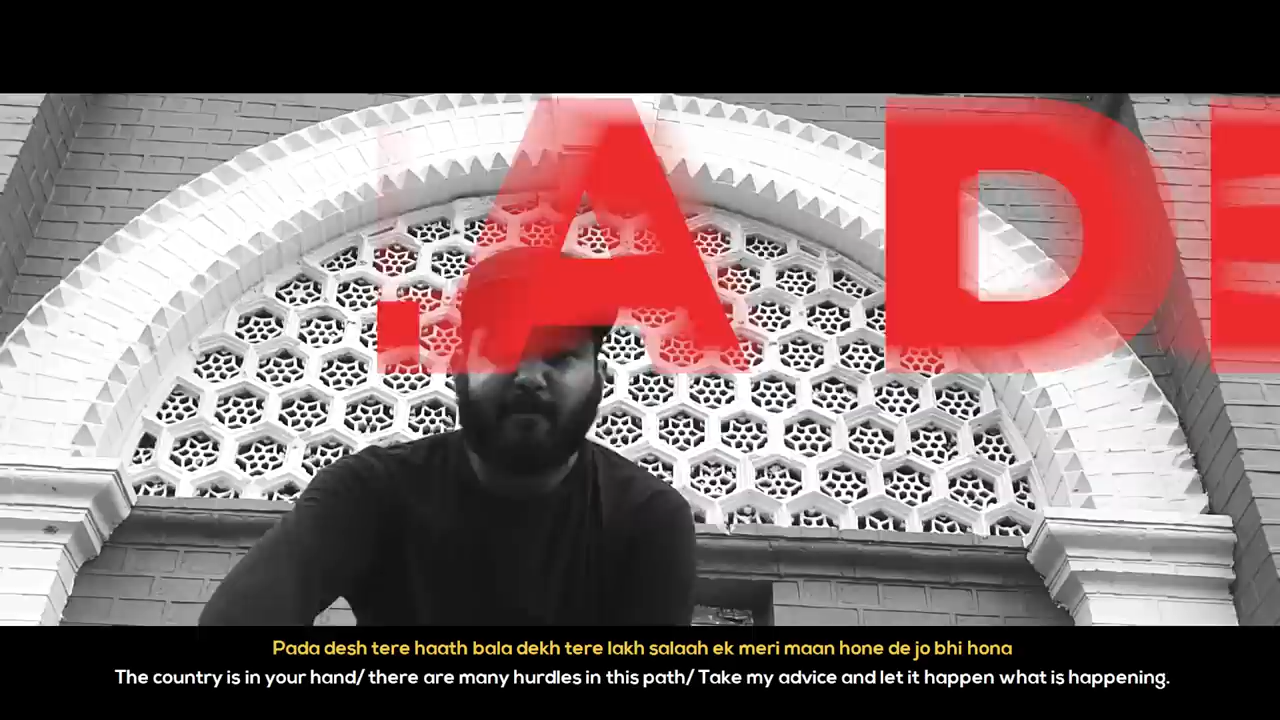 . A DE
Pada desh tere haath bala dekh tere lakh salaah ek meri maan hone de jo bhi hona
The country is in your hand/ there are many hurdles in this path/ Take my advice and let it happen what is happening.